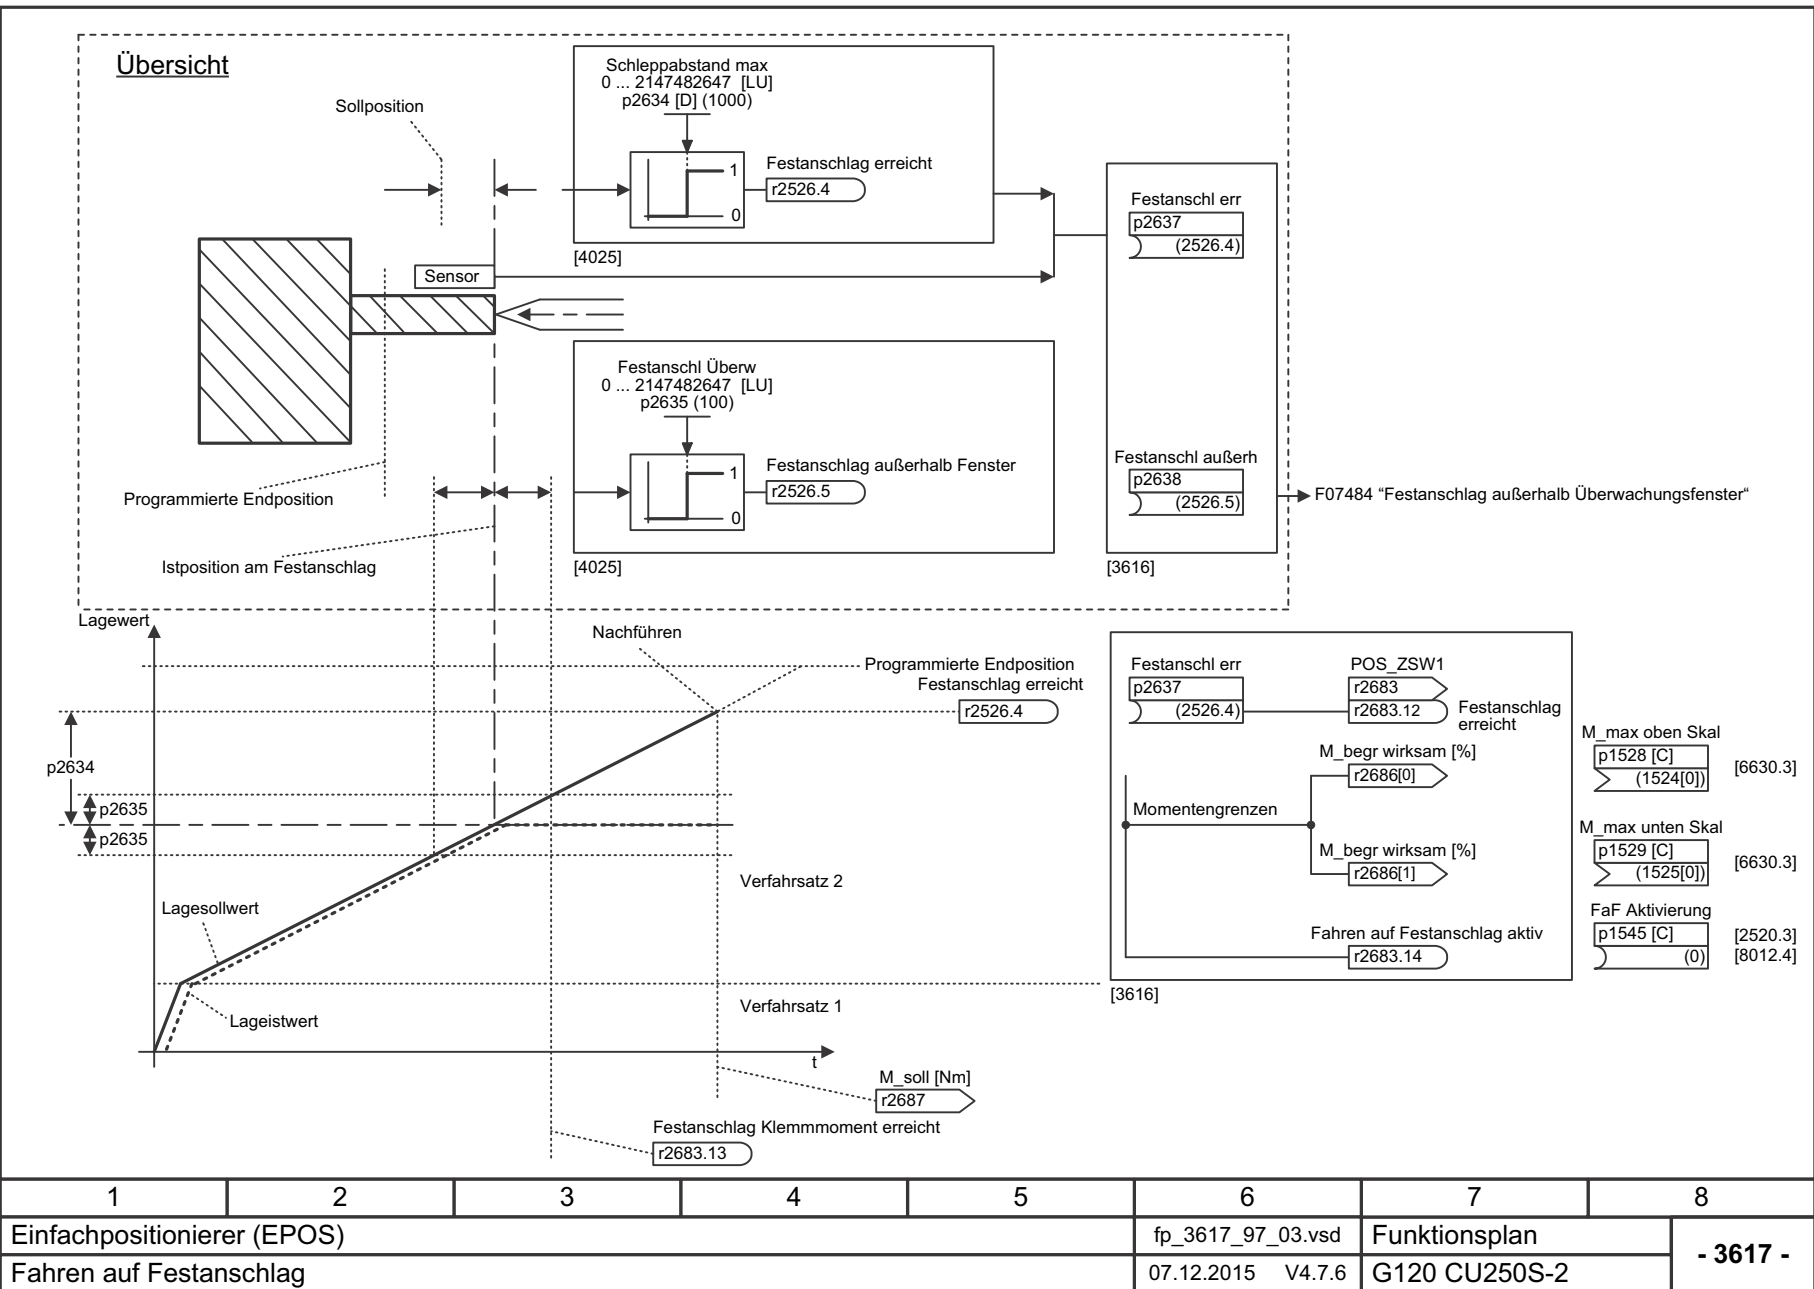 Übersicht
Sollposition
Schleppabstand max
0 ... 2147482647 [LU]
p2634 [D] (1000)
1
0
Festanschlag erreicht
r2526.4
[4025]
Sensor
Festanschl err
p2637
(2526.4)
Festanschl Überw
0 ... 2147482647 [LU]
p2635 (100)
1
0
Festanschlag außerhalb Fenster
r2526.5
[4025]
Festanschl außerh
p2638
(2526.5)
[3616]
F07484 “Festanschlag außerhalb Überwachungsfenster“
Programmierte Endposition
Istposition am Festanschlag
Lagewert
Nachführen
Programmierte Endposition
Festanschlag erreicht
r2526.4
p2634
p2635
p2635
Verfahrsatz 2
Lagesollwert
Lageistwert
Verfahrsatz 1
t
M_soll [Nm]
r2687
Festanschlag Klemmmoment erreicht
r2683.13
Festanschl err
p2637
(2526.4)
POS_ZSW1
r2683
r2683.12
Festanschlag
erreicht
M_begr wirksam [%]
r2686[0]
Momentengrenzen
M_begr wirksam [%]
r2686[1]
Fahren auf Festanschlag aktiv
r2683.14
[3616]
M_max oben Skal
p1528 [C]
(1524[0])
[6630.3]
M_max unten Skal
p1529 [C]
(1525[0])
[6630.3]
FaF Aktivierung
p1545 [C]
(0)
[2520.3]
[8012.4]
1 2 3 4 5 6 7 8
Einfachpositionierer (EPOS)
fp_3617_97_03.vsd
Funktionsplan
- 3617 -
Fahren auf Festanschlag
07.12.2015 V4.7.6
G120 CU250S-2